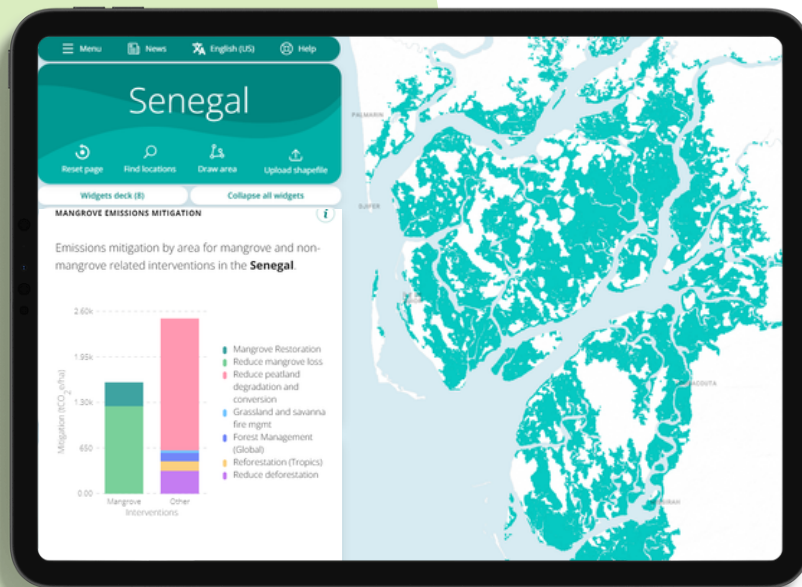 Menu
News
English (US)
Help
Senegal
Reset page
Find locations
Draw area
Upload shapefile
Widgets deck (8)
Collapse all widgets
MANGROVE EMISSIONS MITIGATION
i
Emissions mitigation by area for mangrove and non-
mangrove related interventions in the Senegal.
2.60k
1.95k
1.30k
650
0.00
Mitigation (tCO2e/ha)
Mangrove
Other
Interventions
Mangrove Restoration
Reduce mangrove loss
Reduce peatland
degradation and
conversion
Grassland and savanna
fire mgmt
Forest Management
(Global)
Reforestation (Tropics)
Reduce deforestation
PALMARIN
DJIFER